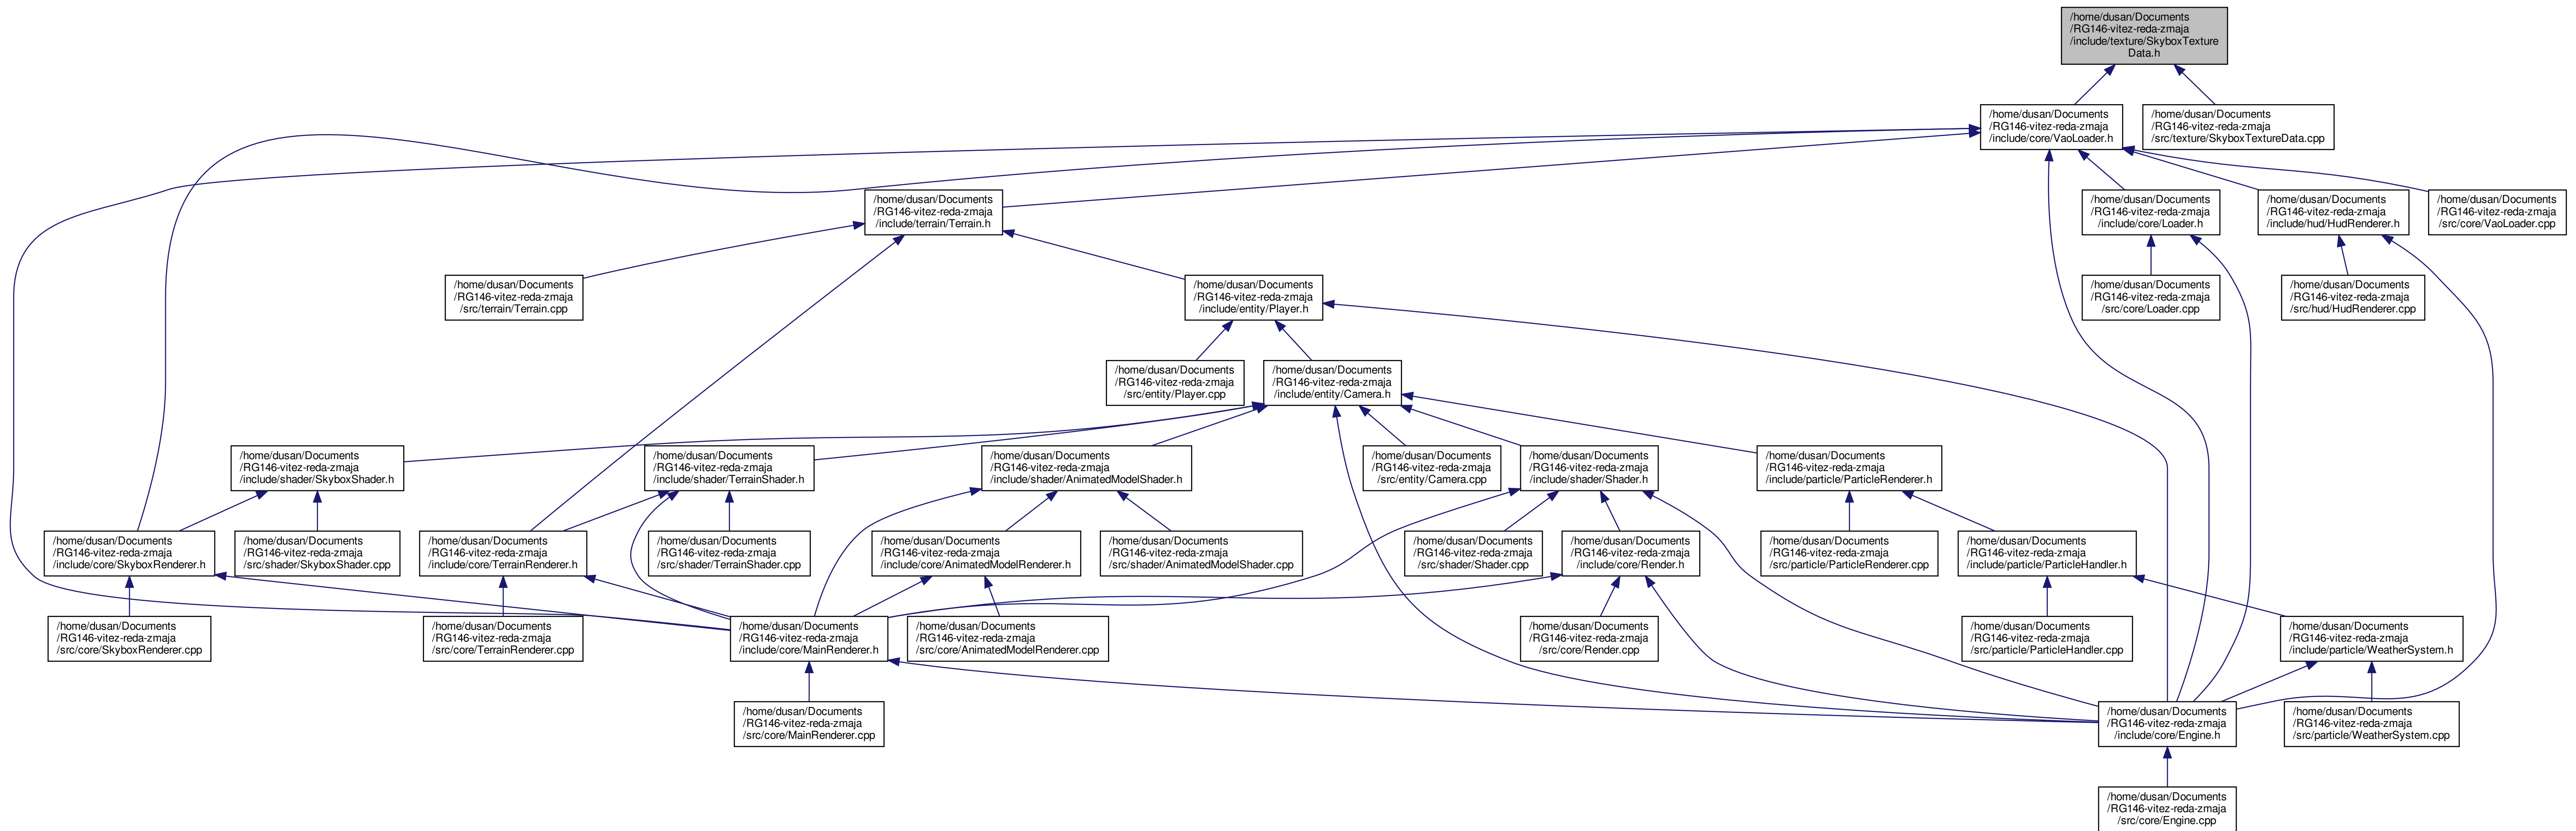 /home/dusan/Documents
/RG146-vitez-reda-zmaja
/include/texture/SkyboxTexture
Data.h
/home/dusan/Documents
/RG146-vitez-reda-zmaja
/include/core/VaoLoader.h
/home/dusan/Documents
/RG146-vitez-reda-zmaja
/src/texture/SkyboxTextureData.cpp
/home/dusan/Documents
/RG146-vitez-reda-zmaja
/include/terrain/Terrain.h
/home/dusan/Documents
/RG146-vitez-reda-zmaja
/include/core/Loader.h
/home/dusan/Documents
/RG146-vitez-reda-zmaja
/include/hud/HudRenderer.h
/home/dusan/Documents
/RG146-vitez-reda-zmaja
/src/core/VaoLoader.cpp
/home/dusan/Documents
/RG146-vitez-reda-zmaja
/src/terrain/Terrain.cpp
/home/dusan/Documents
/RG146-vitez-reda-zmaja
/include/entity/Player.h
/home/dusan/Documents
/RG146-vitez-reda-zmaja
/src/core/Loader.cpp
/home/dusan/Documents
/RG146-vitez-reda-zmaja
/src/hud/HudRenderer.cpp
/home/dusan/Documents
/RG146-vitez-reda-zmaja
/src/entity/Player.cpp
/home/dusan/Documents
/RG146-vitez-reda-zmaja
/include/entity/Camera.h
/home/dusan/Documents
/RG146-vitez-reda-zmaja
/include/shader/SkyboxShader.h
/home/dusan/Documents
/RG146-vitez-reda-zmaja
/include/shader/TerrainShader.h
/home/dusan/Documents
/RG146-vitez-reda-zmaja
/include/shader/AnimatedModelShader.h
/home/dusan/Documents
/RG146-vitez-reda-zmaja
/src/entity/Camera.cpp
/home/dusan/Documents
/RG146-vitez-reda-zmaja
/include/shader/Shader.h
/home/dusan/Documents
/RG146-vitez-reda-zmaja
/include/particle/ParticleRenderer.h
/home/dusan/Documents
/RG146-vitez-reda-zmaja
/include/core/SkyboxRenderer.h
/home/dusan/Documents
/RG146-vitez-reda-zmaja
/src/shader/SkyboxShader.cpp
/home/dusan/Documents
/RG146-vitez-reda-zmaja
/include/core/TerrainRenderer.h
/home/dusan/Documents
/RG146-vitez-reda-zmaja
/src/shader/TerrainShader.cpp
/home/dusan/Documents
/RG146-vitez-reda-zmaja
/include/core/AnimatedModelRenderer.h
/home/dusan/Documents
/RG146-vitez-reda-zmaja
/src/shader/AnimatedModelShader.cpp
/home/dusan/Documents
/RG146-vitez-reda-zmaja
/src/shader/Shader.cpp
/home/dusan/Documents
/RG146-vitez-reda-zmaja
/include/core/Render.h
/home/dusan/Documents
/RG146-vitez-reda-zmaja
/src/particle/ParticleRenderer.cpp
/home/dusan/Documents
/RG146-vitez-reda-zmaja
/include/particle/ParticleHandler.h
/home/dusan/Documents
/RG146-vitez-reda-zmaja
/src/core/SkyboxRenderer.cpp
/home/dusan/Documents
/RG146-vitez-reda-zmaja
/src/core/TerrainRenderer.cpp
/home/dusan/Documents
/RG146-vitez-reda-zmaja
/include/core/MainRenderer.h
/home/dusan/Documents
/RG146-vitez-reda-zmaja
/src/core/AnimatedModelRenderer.cpp
/home/dusan/Documents
/RG146-vitez-reda-zmaja
/src/core/Render.cpp
/home/dusan/Documents
/RG146-vitez-reda-zmaja
/src/particle/ParticleHandler.cpp
/home/dusan/Documents
/RG146-vitez-reda-zmaja
/include/particle/WeatherSystem.h
/home/dusan/Documents
/RG146-vitez-reda-zmaja
/src/core/MainRenderer.cpp
/home/dusan/Documents
/RG146-vitez-reda-zmaja
/include/core/Engine.h
/home/dusan/Documents
/RG146-vitez-reda-zmaja
/src/particle/WeatherSystem.cpp
/home/dusan/Documents
/RG146-vitez-reda-zmaja
/src/core/Engine.cpp